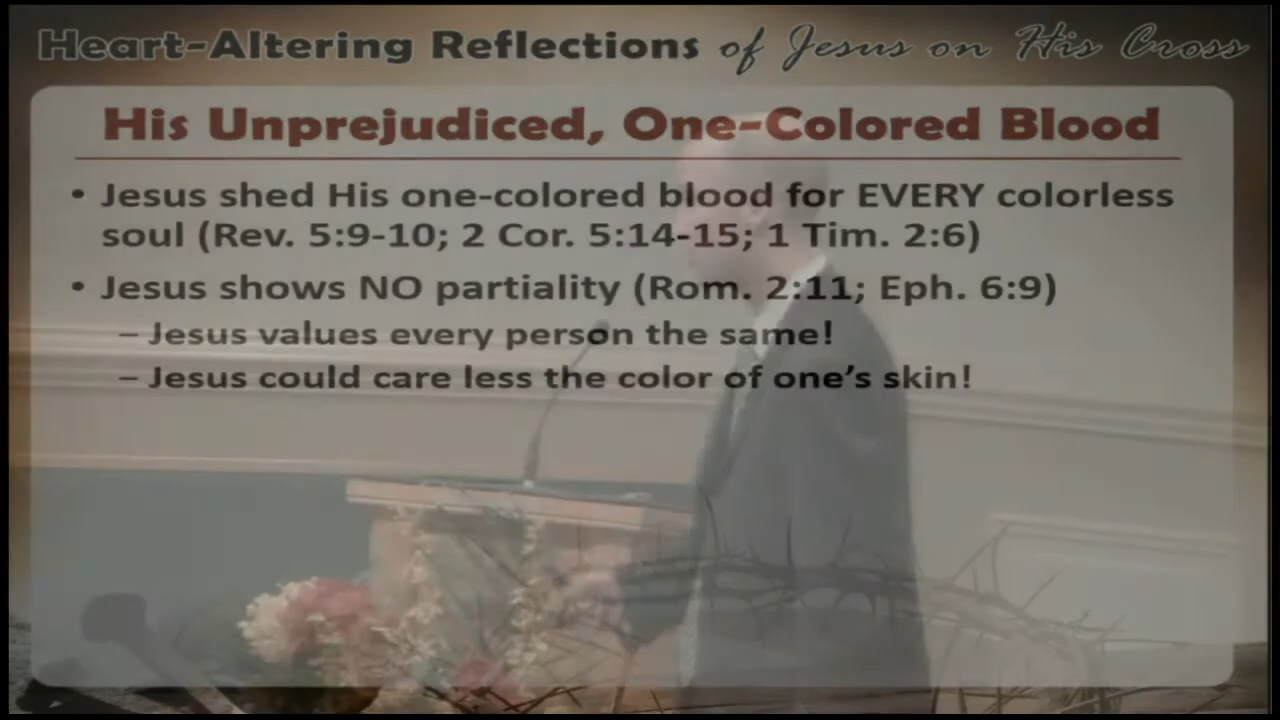 Heart-Altering Reflections of Jesus on His Cross
His Unprejudiced, One-Colored Blood
• Jesus shed His one-colored blood for EVERY colorless
soul (Rev. 5:9-10; 2 Cor. 5:14-15; 1 Tim. 2:6)
• Jesus shows NO partiality (Rom. 2:11; Eph. 6:9)
– Jesus values every person the same!
– Jesus could care less the color of one’s skin!